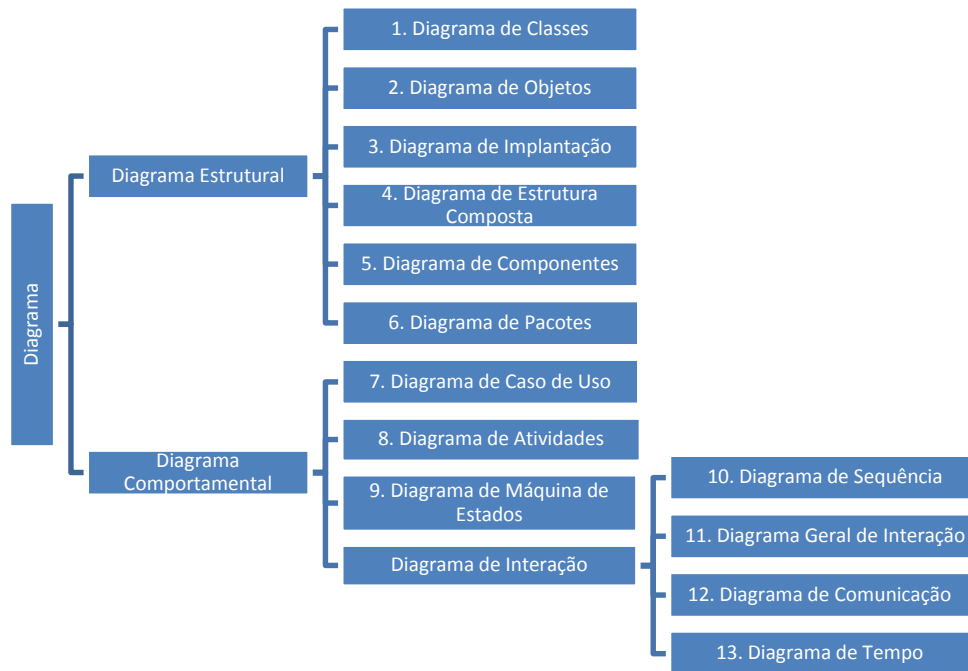 Diagrama
Diagrama Estrutural
1. Diagrama de Classes
2. Diagrama de Objetos
3. Diagrama de Implantação
4. Diagrama de Estrutura
Composta
5. Diagrama de Componentes
6. Diagrama de Pacotes
Diagrama
Comportamental
7. Diagrama de Caso de Uso
8. Diagrama de Atividades
9. Diagrama de Máquina de
Estados
Diagrama de Interação
10. Diagrama de Sequência
11. Diagrama Geral de Interação
12. Diagrama de Comunicação
13. Diagrama de Tempo